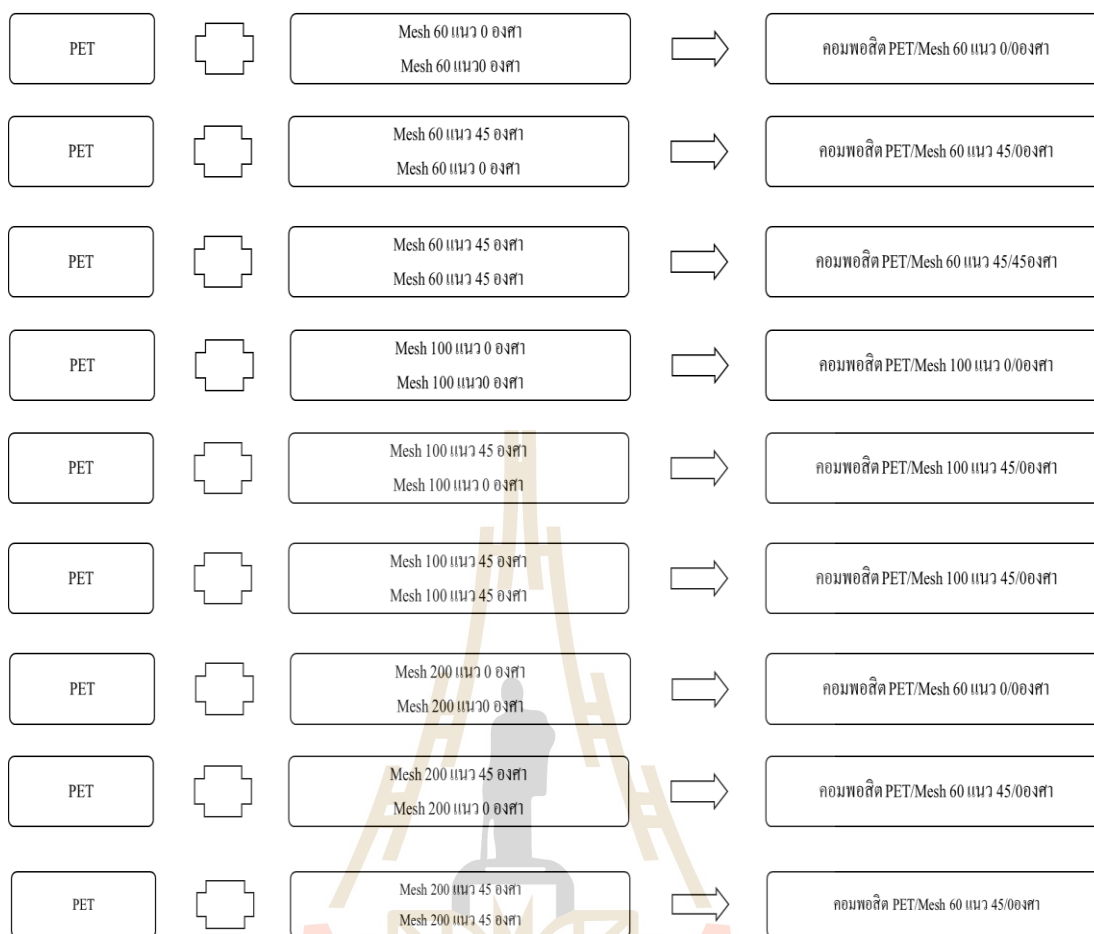 PET
Mesh 60 แนว 0 องศา
Mesh 60 แนว0 องศา
คอมพอสิต PET/Mesh 60 แนว 0/0องศา
PET
Mesh 60 แนว 45 องศา
Mesh 60 แนว 0 องศา
คอมพอสิต PET/Mesh 60 แนว 45/0องศา
PET
Mesh 60 แนว 45 องศา
Mesh 60 แนว 45 องศา
คอมพอสิต PET/Mesh 60 แนว 45/45องศา
PET
Mesh 100 แนว 0 องศา
Mesh 100 แนว0 องศา
คอมพอสิต PET/Mesh 100 แนว 0/0องศา
PET
Mesh 100 แนว 45 องศา
Mesh 100 แนว 0 องศา
คอมพอสิต PET/Mesh 100 แนว 45/0องศา
PET
Mesh 100 แนว 45 องศา
Mesh 100 แนว 45 องศา
คอมพอสิต PET/Mesh 100 แนว 45/0องศา
PET
Mesh 200 แนว 0 องศา
Mesh 200 แนว0 องศา
คอมพอสิต PET/Mesh 60 แนว 0/0องศา
PET
Mesh 200 แนว 45 องศา
Mesh 200 แนว 0 องศา
คอมพอสิต PET/Mesh 60 แนว 45/0องศา
PET
Mesh 200 แนว 45 องศา
Mesh 200 แนว 45 องศา
คอมพอสิต PET/Mesh 60 แนว 45/0องศา